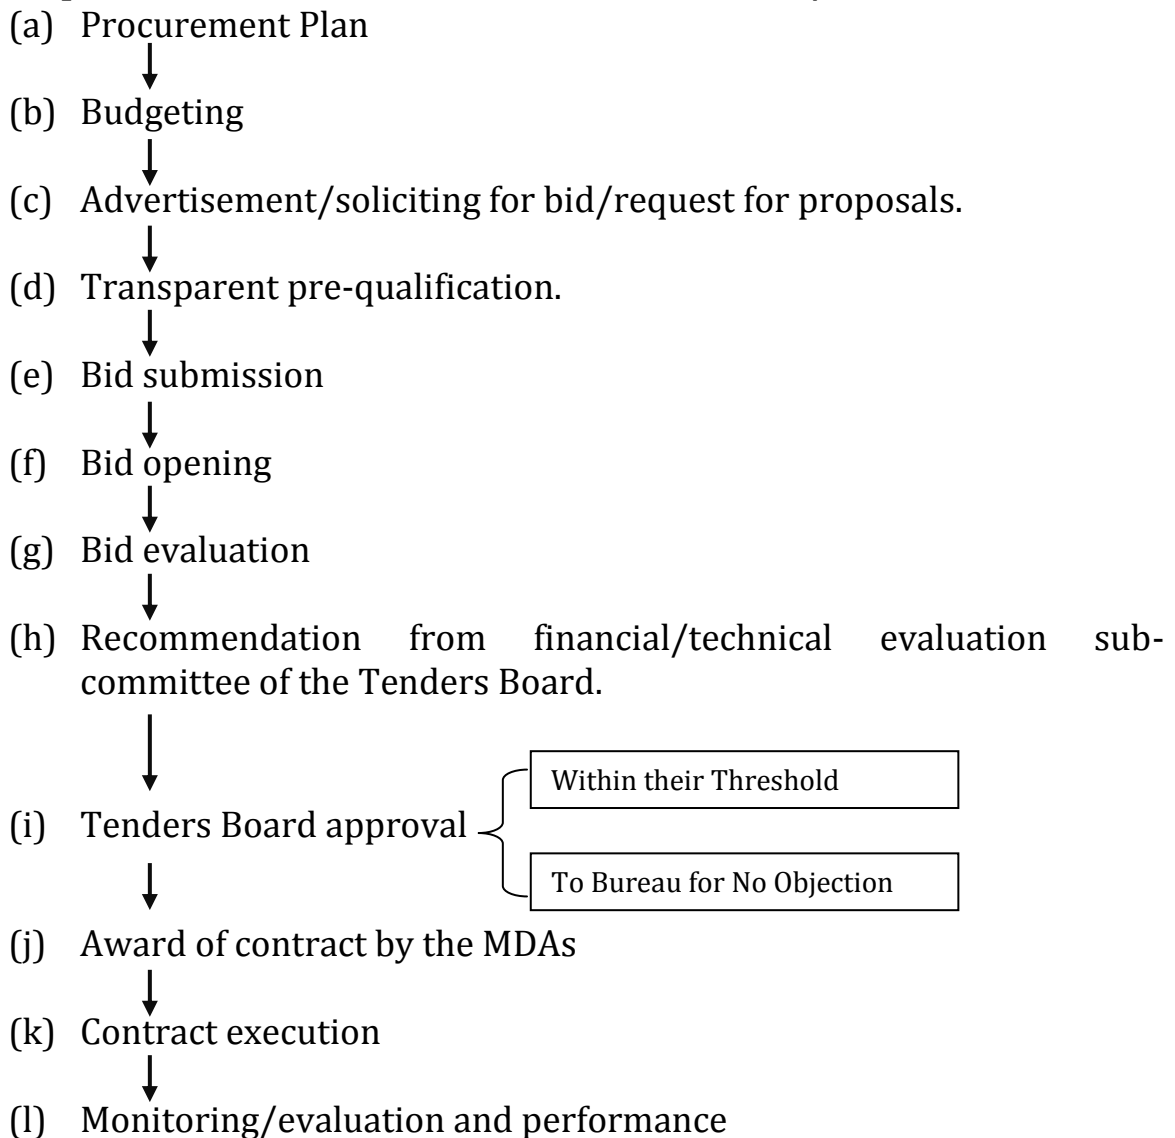 (a) Procurement Plan
(b) Budgeting
(c) Advertisement/soliciting for bid/request for proposals.
(d) Transparent pre-qualification.
(e) Bid submission
(f) Bid opening
(g) Bid evaluation
(h) Recommendation from financial/technical evaluation sub-
committee of the Tenders Board.
Within their Threshold
(i) Tenders Board approval
To Bureau for No Objection
(j) Award of contract by the MDAs
(k) Contract execution
(l) Monitoring/evaluation and performance